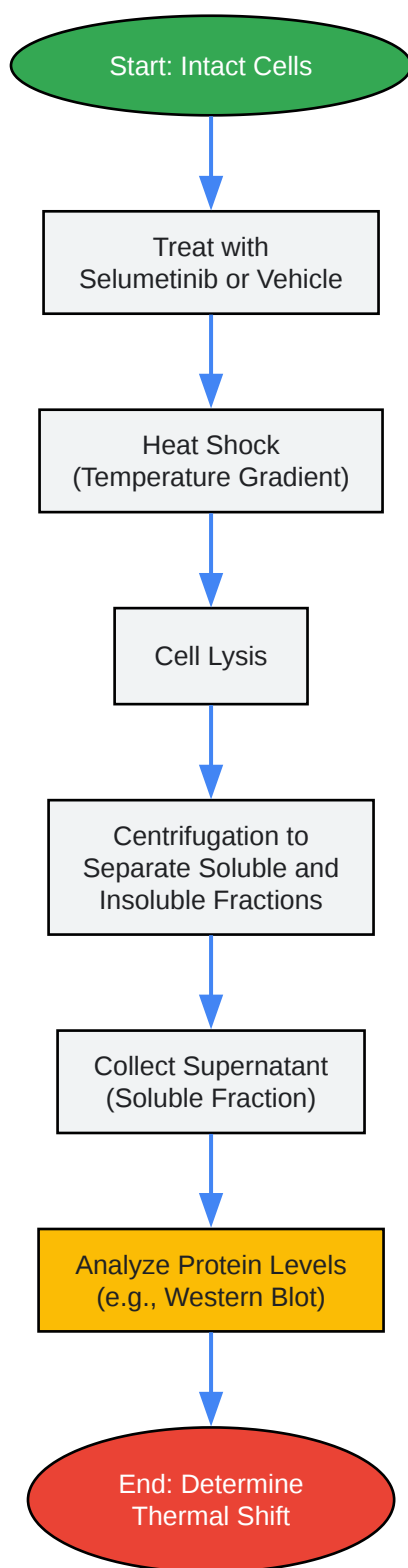 Start: Intact Cells
Treat with
Selumetinib or Vehicle
Heat Shock
(Temperature Gradient)
Cell Lysis
Centrifugation to
Separate Soluble and
Insoluble Fractions
Collect Supernatant
(Soluble Fraction)
Analyze Protein Levels
(e.g., Western Blot)
End: Determine
Thermal Shift